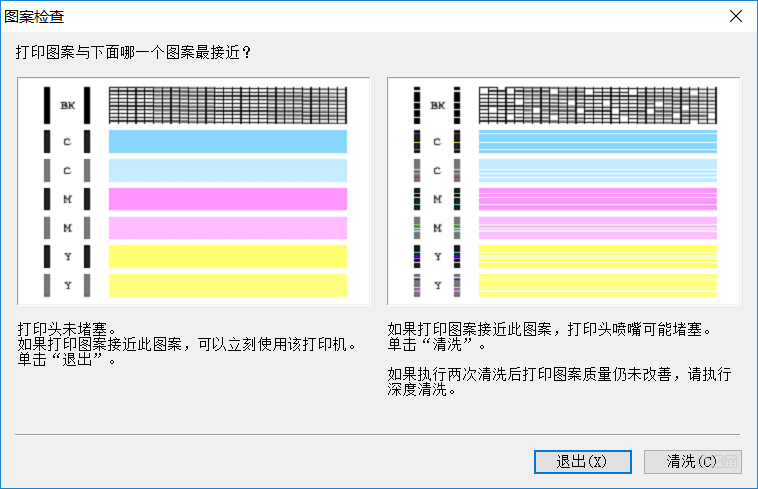 图案检查
打印图案与下面哪一个图案最接近？
BK
C
C
M
M
Y
Y
BK
C
C
M
M
Y
Y
打印头未堵塞。
如果打印图案接近此图案，可以立刻使用该打印机。
单击“退出”。
如果打印图案接近此图案，打印头喷嘴可能堵塞。
单击“清洗”。
如果执行两次清洗后打印图案质量仍未改善，请执行
深度清洗。
退出(X)
清洗(C)